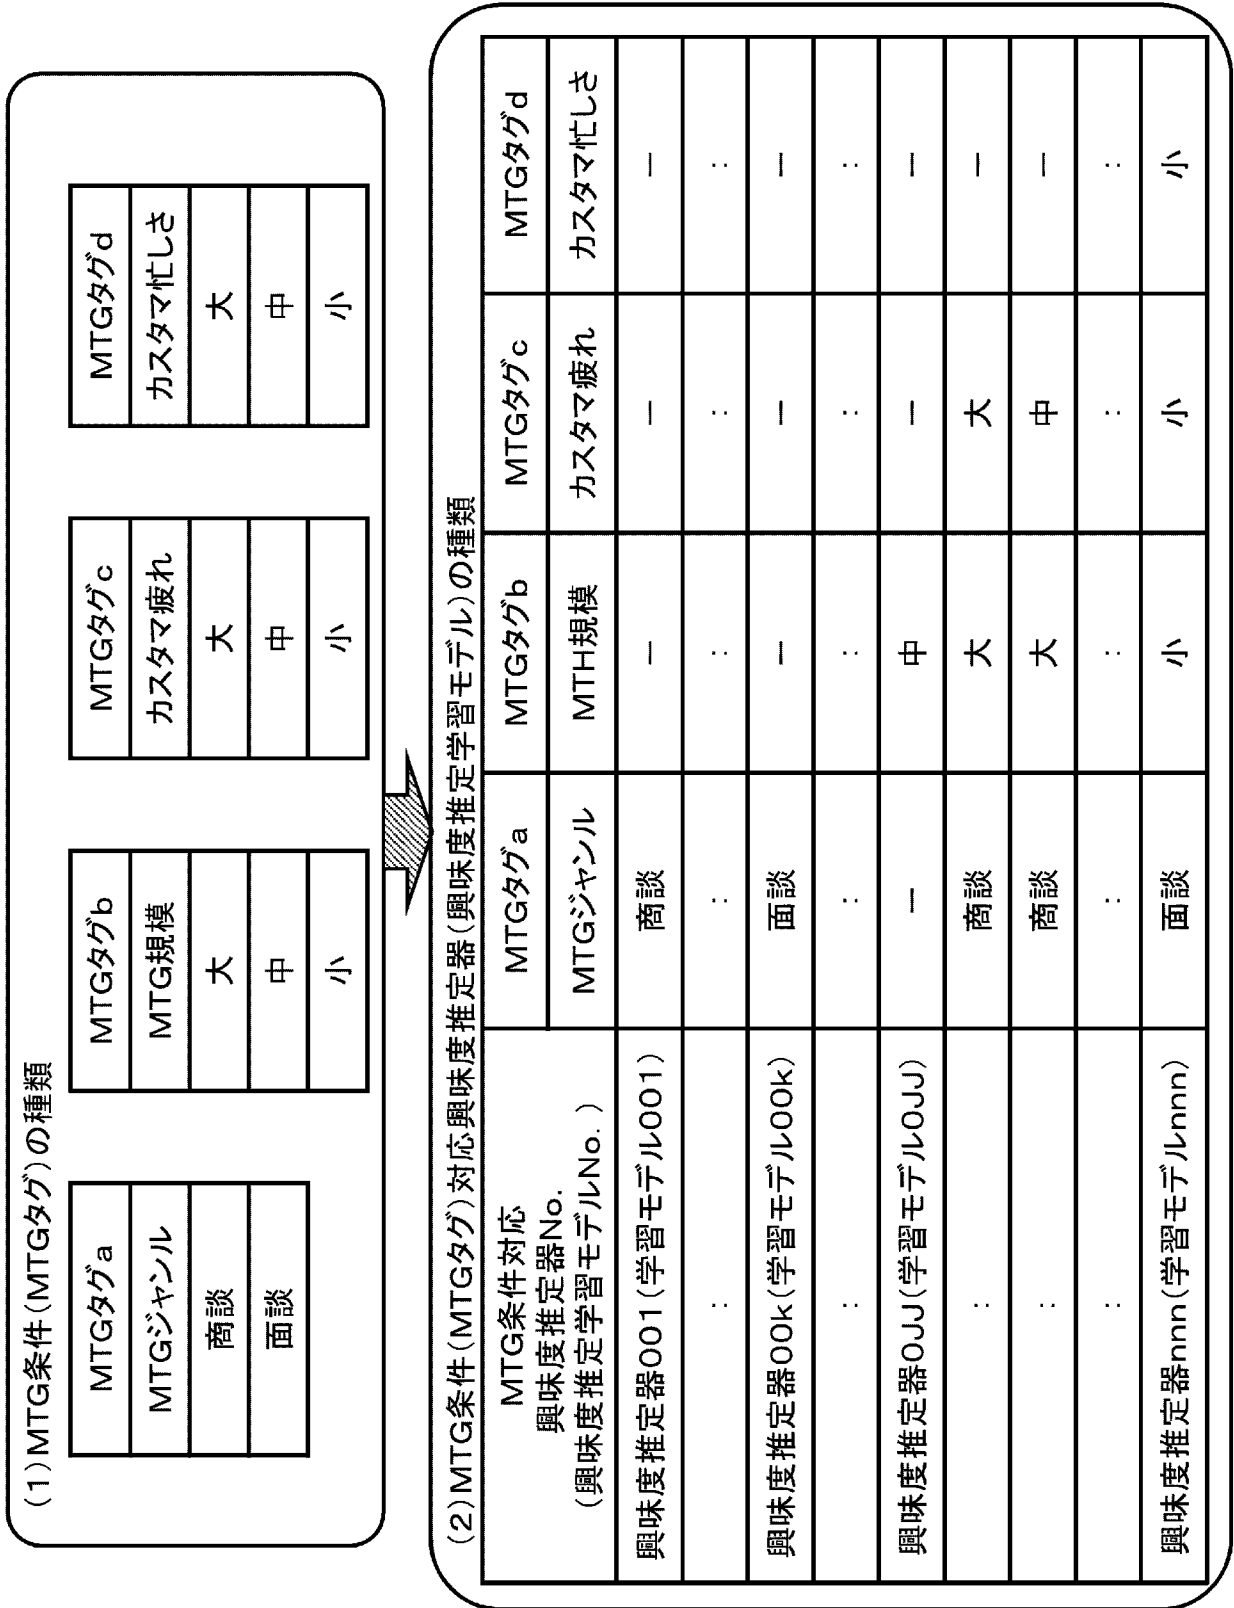 (1)MTG条件(MTGタグ)の種類
MTGタグa
MTGジャンル
商談
面談
MTGタグb
MTG規模
大
中
小
MTGタグc
カスタマ疲れ
大
中
小
MTGタグd
カスタマ忙しさ
大
中
小
(2)MTG条件(MTGタグ)対応興味度推定器(興味度推定学習モデル)の種類
MTG条件対応
興味度推定器No.
(興味度推定学習モデルNo.)
MTGタグa MTGタグb MTGタグc MTGタグd
MTGジャンル MTH規模 カスタマ疲れ カスタマ忙しさ
興味度推定器001(学習モデル001) 商談 ー ー ー
: : : : :
興味度推定器00k(学習モデル00k) 面談 ー ー ー
: : : : :
興味度推定器0JJ(学習モデル0JJ) ー 中 ー ー
: 商談 大 大 ー
: 商談 大 中 ー
: : : : :
興味度推定器nnn(学習モデルnnn) 面談 小 小 小